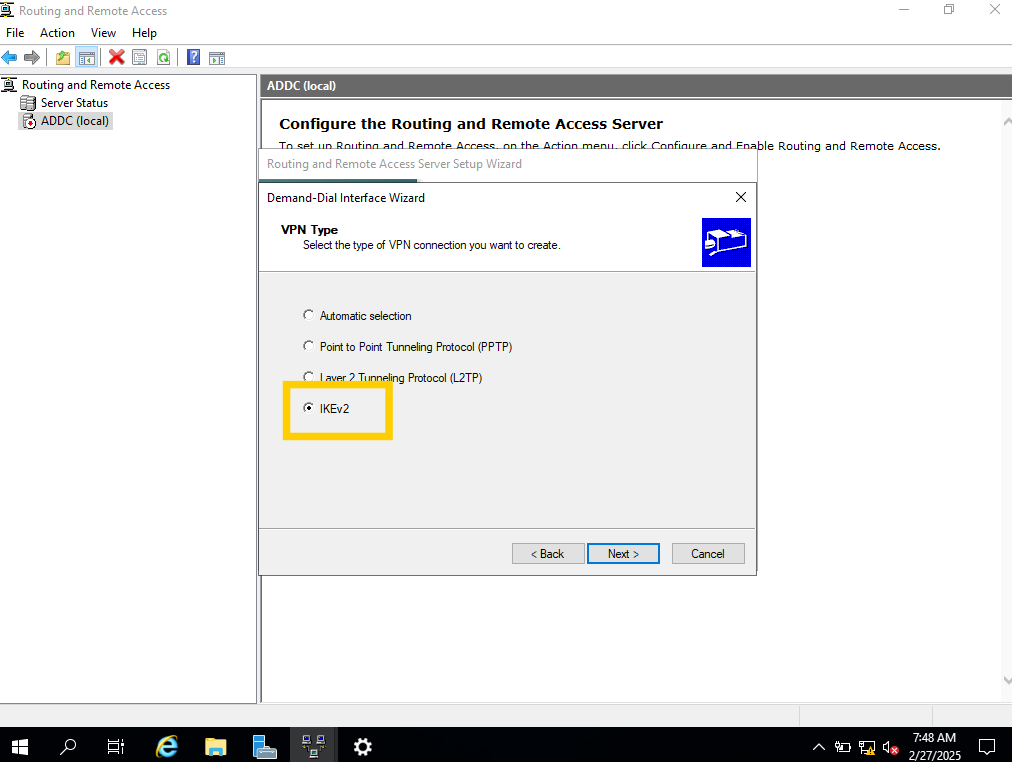 Routing and Remote Access
File Action View Help
Routing and Remote Access
Server Status
ADDC (local)
ADDC (local)
Configure the Routing and Remote Access Server
To set up Routing and Remote Access, on the Action menu, click Configure and Enable Routing and Remote Access.
Routing and Remote Access Server Setup Wizard
Demand-Dial Interface Wizard
VPN Type
Select the type of VPN connection you want to create.
Automatic selection
Point to Point Tunneling Protocol (PPTP)
Layer 2 Tunneling Protocol (L2TP)
IKEv2
< Back Next > Cancel
7:48 AM
2/27/2025